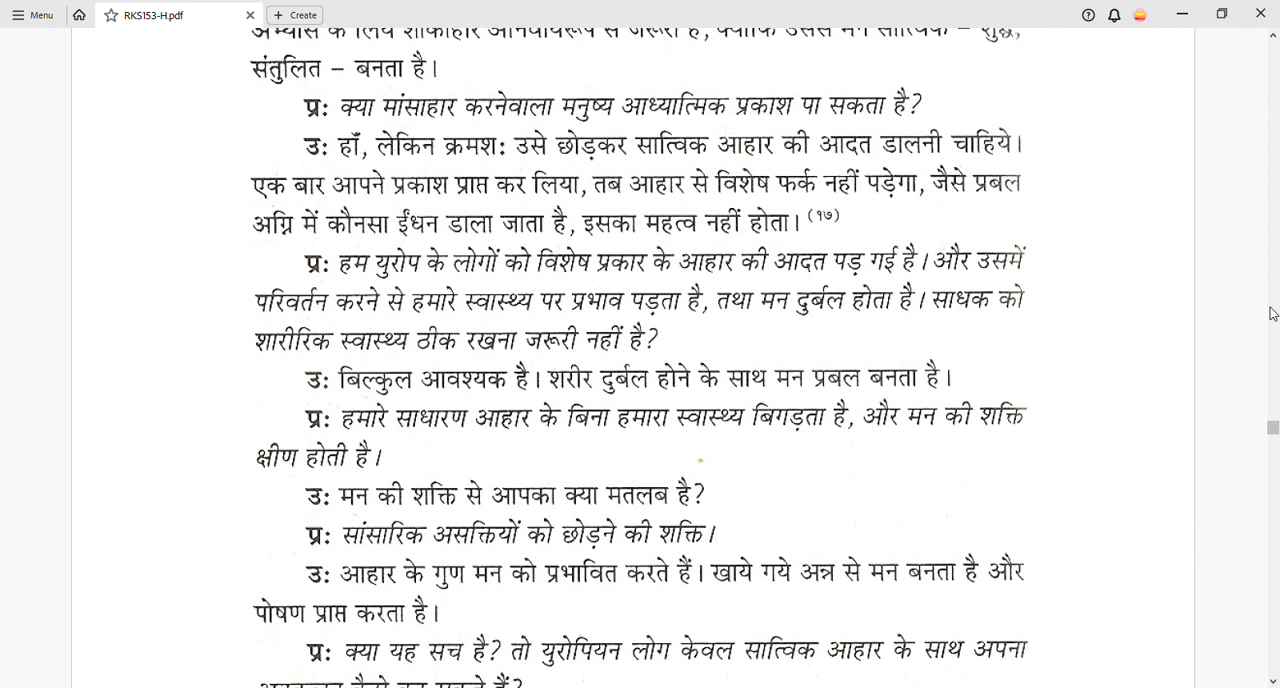 Menu
RKS153-H.pdf
Create
संतुलित – बनता है।
प्र: क्या मांसाहार करनेवाला मनुष्य आध्यात्मिक प्रकाश पा सकता है?
उ: हाँ, लेकिन क्रमश: उसे छोड़कर सात्विक आहार की आदत डालनी चाहिये।
एक बार आपने प्रकाश प्राप्त कर लिया, तब आहार से विशेष फर्क नहीं पड़ेगा, जैसे प्रबल
अग्नि में कौनसा ईंधन डाला जाता है, इसका महत्व नहीं होता। (१७)
प्र: हम युरोप के लोगों को विशेष प्रकार के आहार की आदत पड़ गई है। और उसमें
परिवर्तन करने से हमारे स्वास्थ्य पर प्रभाव पड़ता है, तथा मन दुर्बल होता है। साधक को
शारीरिक स्वास्थ्य ठीक रखना जरूरी नहीं है?
उ: बिल्कुल आवश्यक है। शरीर दुर्बल होने के साथ मन प्रबल बनता है।
प्र: हमारे साधारण आहार के बिना हमारा स्वास्थ्य बिगड़ता है, और मन की शक्ति
क्षीण होती है।
उ: मन की शक्ति से आपका क्या मतलब है?
प्र: सांसारिक असक्तियों को छोड़ने की शक्ति।
उ: आहार के गुण मन को प्रभावित करते हैं। खाये गये अन्न से मन बनता है और
पोषण प्राप्त करता है।
प्र: क्या यह सच है? तो युरोपियन लोग केवल सात्विक आहार के साथ अपना